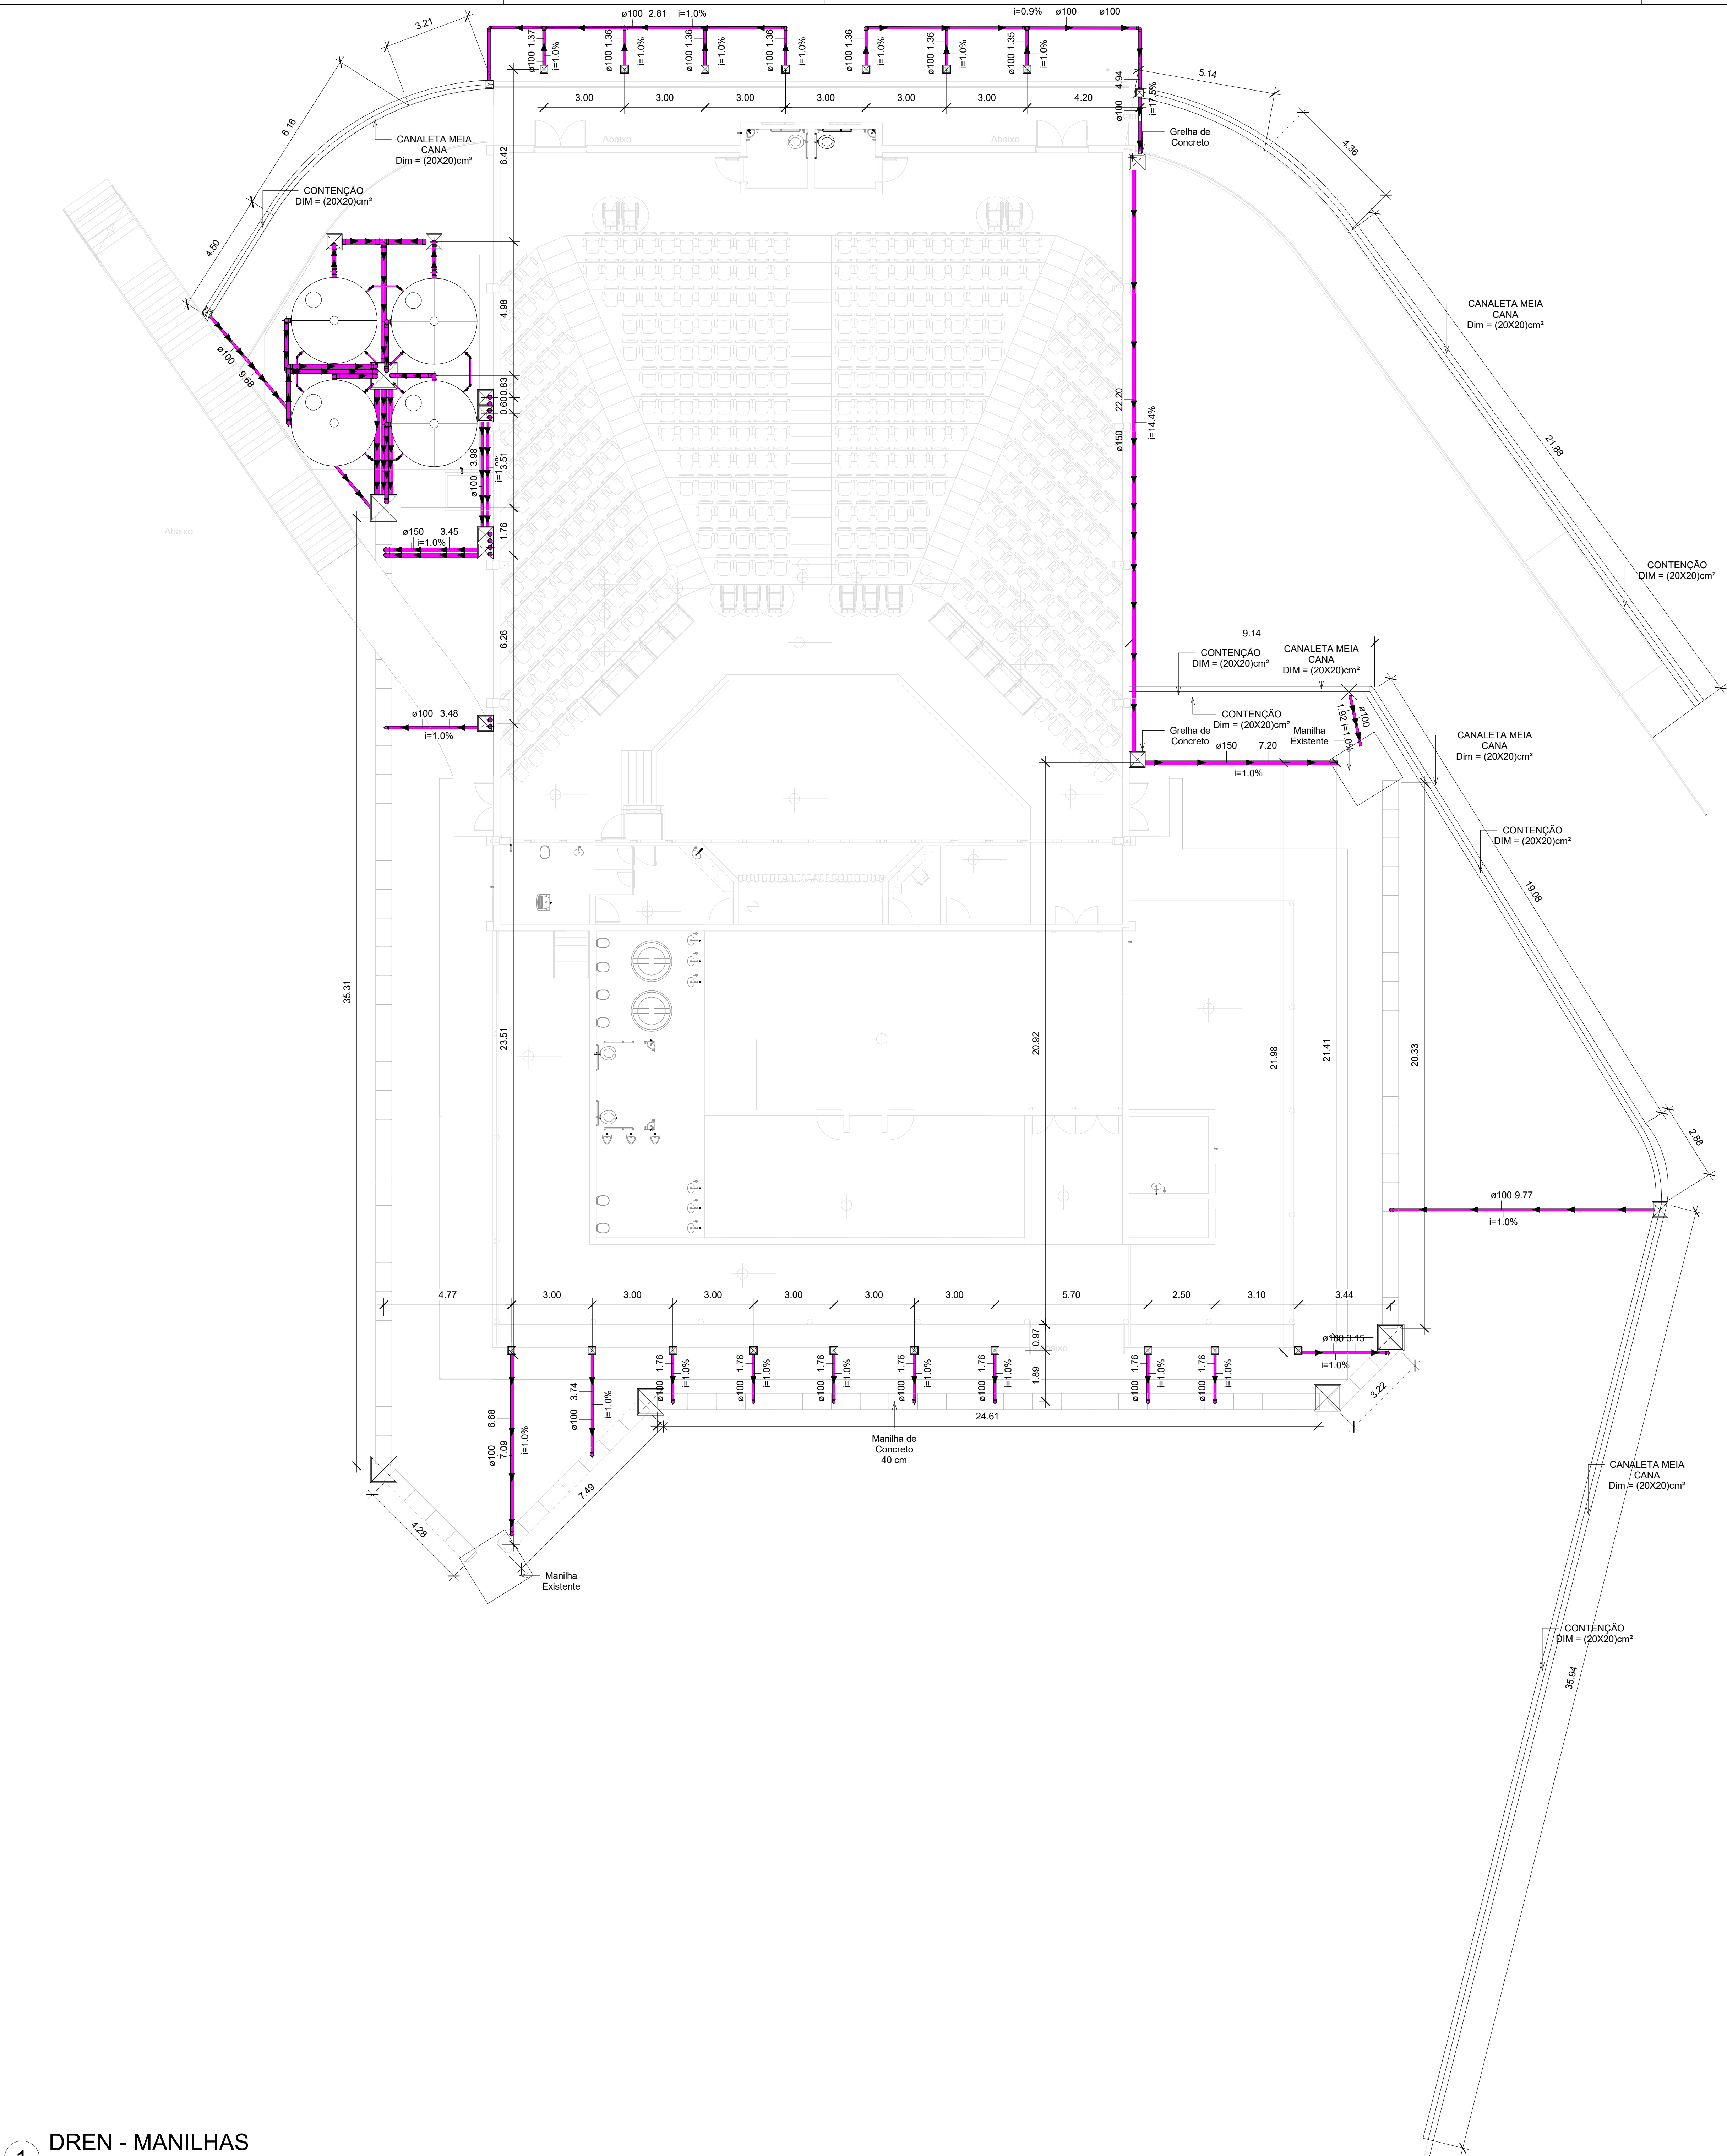 3.21
ø100 2.81 i=1.0%
i=0.9% ø100 ø100
ø100 1.37
i=1.0%
ø100 1.36
i=1.0%
ø100 1.36
i=1.0%
ø100 1.36
i=1.0%
ø100 1.36
i=1.0%
ø100 1.36
i=1.0%
ø100 1.35
i=1.0%
3.00
3.00
3.00
3.00
3.00
3.00
4.20
ø100 4.94
i=17.5%
5.14
6.16
CANALETA MEIA
CANA
Dim = (20X20)cm²
6.42
Abaixo
Abaixo
Grelha de
Concreto
4.36
CONTENÇÃO
DIM = (20X20)cm²
4.50
4.98
CANALETA MEIA
CANA
Dim = (20X20)cm²
ø100 9.68
0.83
0.60
ø150 22.20
i=14.4%
21.88
3.51
ø100 3.98
Abaixo
ø150 3.45
i=1.0%
1.76
CONTENÇÃO
DIM = (20X20)cm²
6.26
9.14
CONTENÇÃO
DIM = (20X20)cm²
CANALETA MEIA
CANA
DIM = (20X20)cm²
ø100 3.48
i=1.0%
CONTENÇÃO
Dim = (20X20)cm²
ø100
1.92 i=1.0%
Grelha de
Concreto
Manilha
Existente
ø150 7.20
i=1.0%
CANALETA MEIA
CANA
Dim = (20X20)cm²
CONTENÇÃO
DIM = (20X20)cm²
19.08
35.31
23.51
20.92
21.98
21.41
20.33
2.88
ø100 9.77
i=1.0%
4.77
3.00
3.00
3.00
3.00
3.00
3.00
5.70
2.50
3.10
3.44
0.97
1.89
ø100 3.15
i=1.0%
ø100 6.68
7.09
i=1.0%
ø100 3.74
i=1.0%
ø100 1.76
i=1.0%
ø100 1.76
i=1.0%
ø100 1.76
i=1.0%
ø100 1.76
i=1.0%
ø100 1.76
i=1.0%
ø100 1.76
i=1.0%
ø100 1.76
i=1.0%
3.22
24.61
Manilha de
Concreto
40 cm
7.49
4.28
Manilha
Existente
CANALETA MEIA
CANA
Dim = (20X20)cm²
CONTENÇÃO
DIM = (20X20)cm²
35.94
1
DREN - MANILHAS